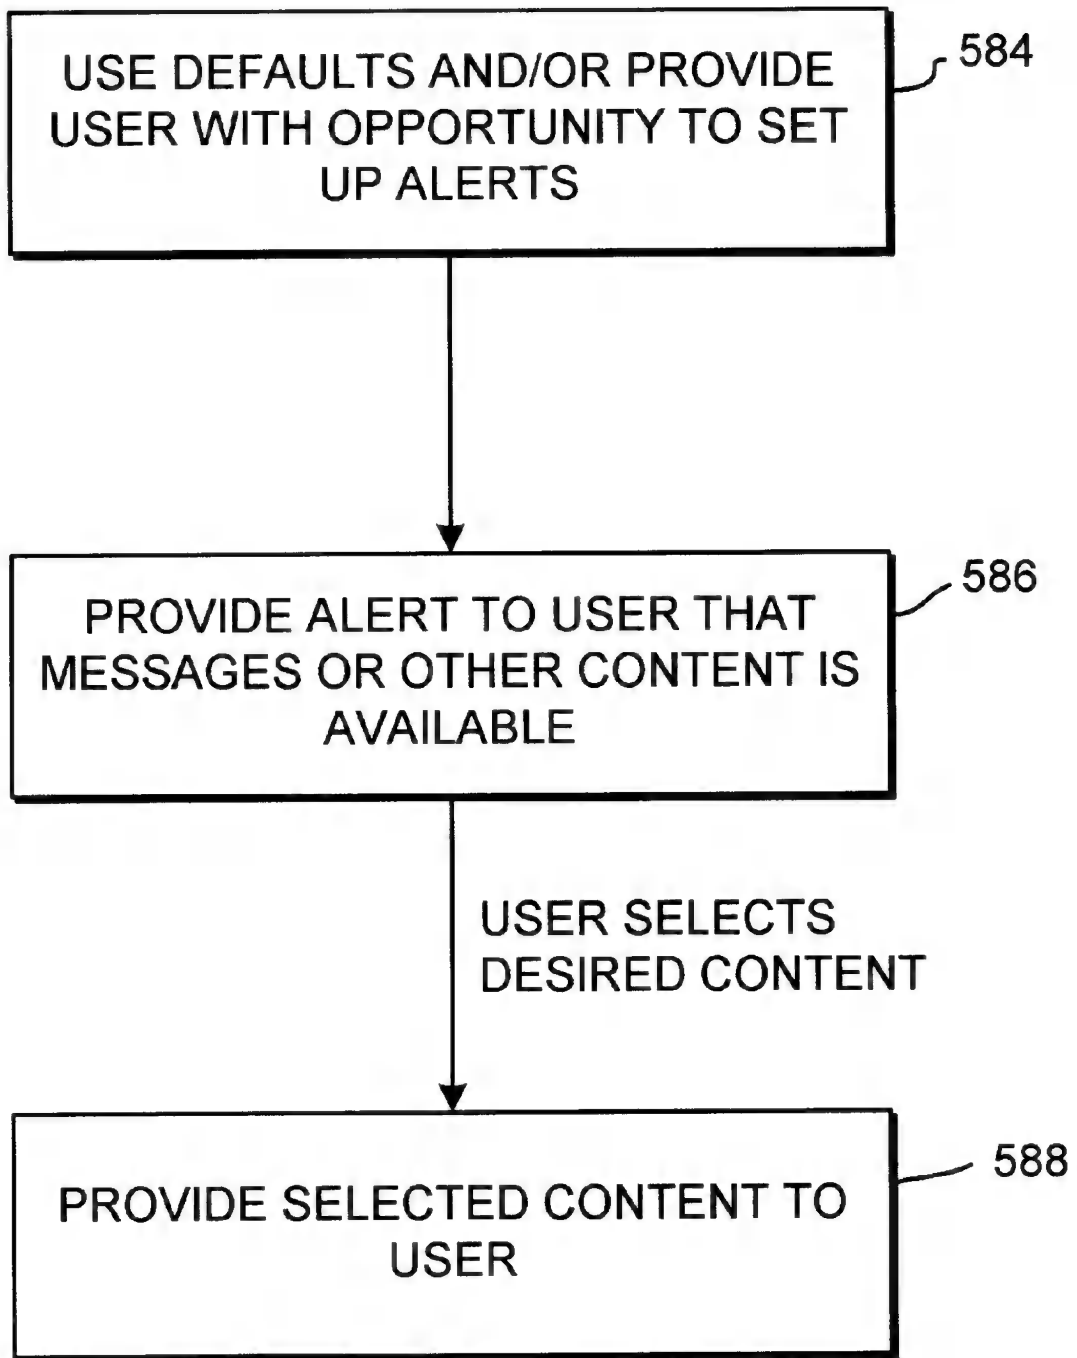 USE DEFAULTS AND/OR PROVIDE
USER WITH OPPORTUNITY TO SET
UP ALERTS
584
PROVIDE ALERT TO USER THAT
MESSAGES OR OTHER CONTENT IS
AVAILABLE
586
USER SELECTS
DESIRED CONTENT
PROVIDE SELECTED CONTENT TO
USER
588